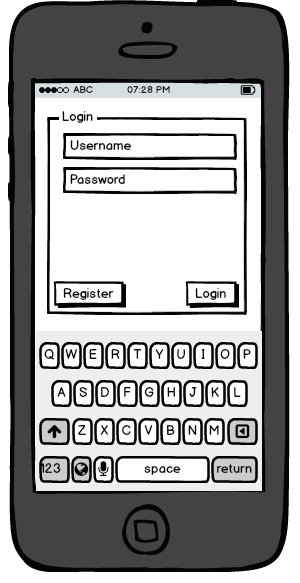 ABC 07:28 PM
Login
Username
Password
Register Login
Q W E R T Y U I O P
A S D F G H J K L
Z X C V B N M
123 space return